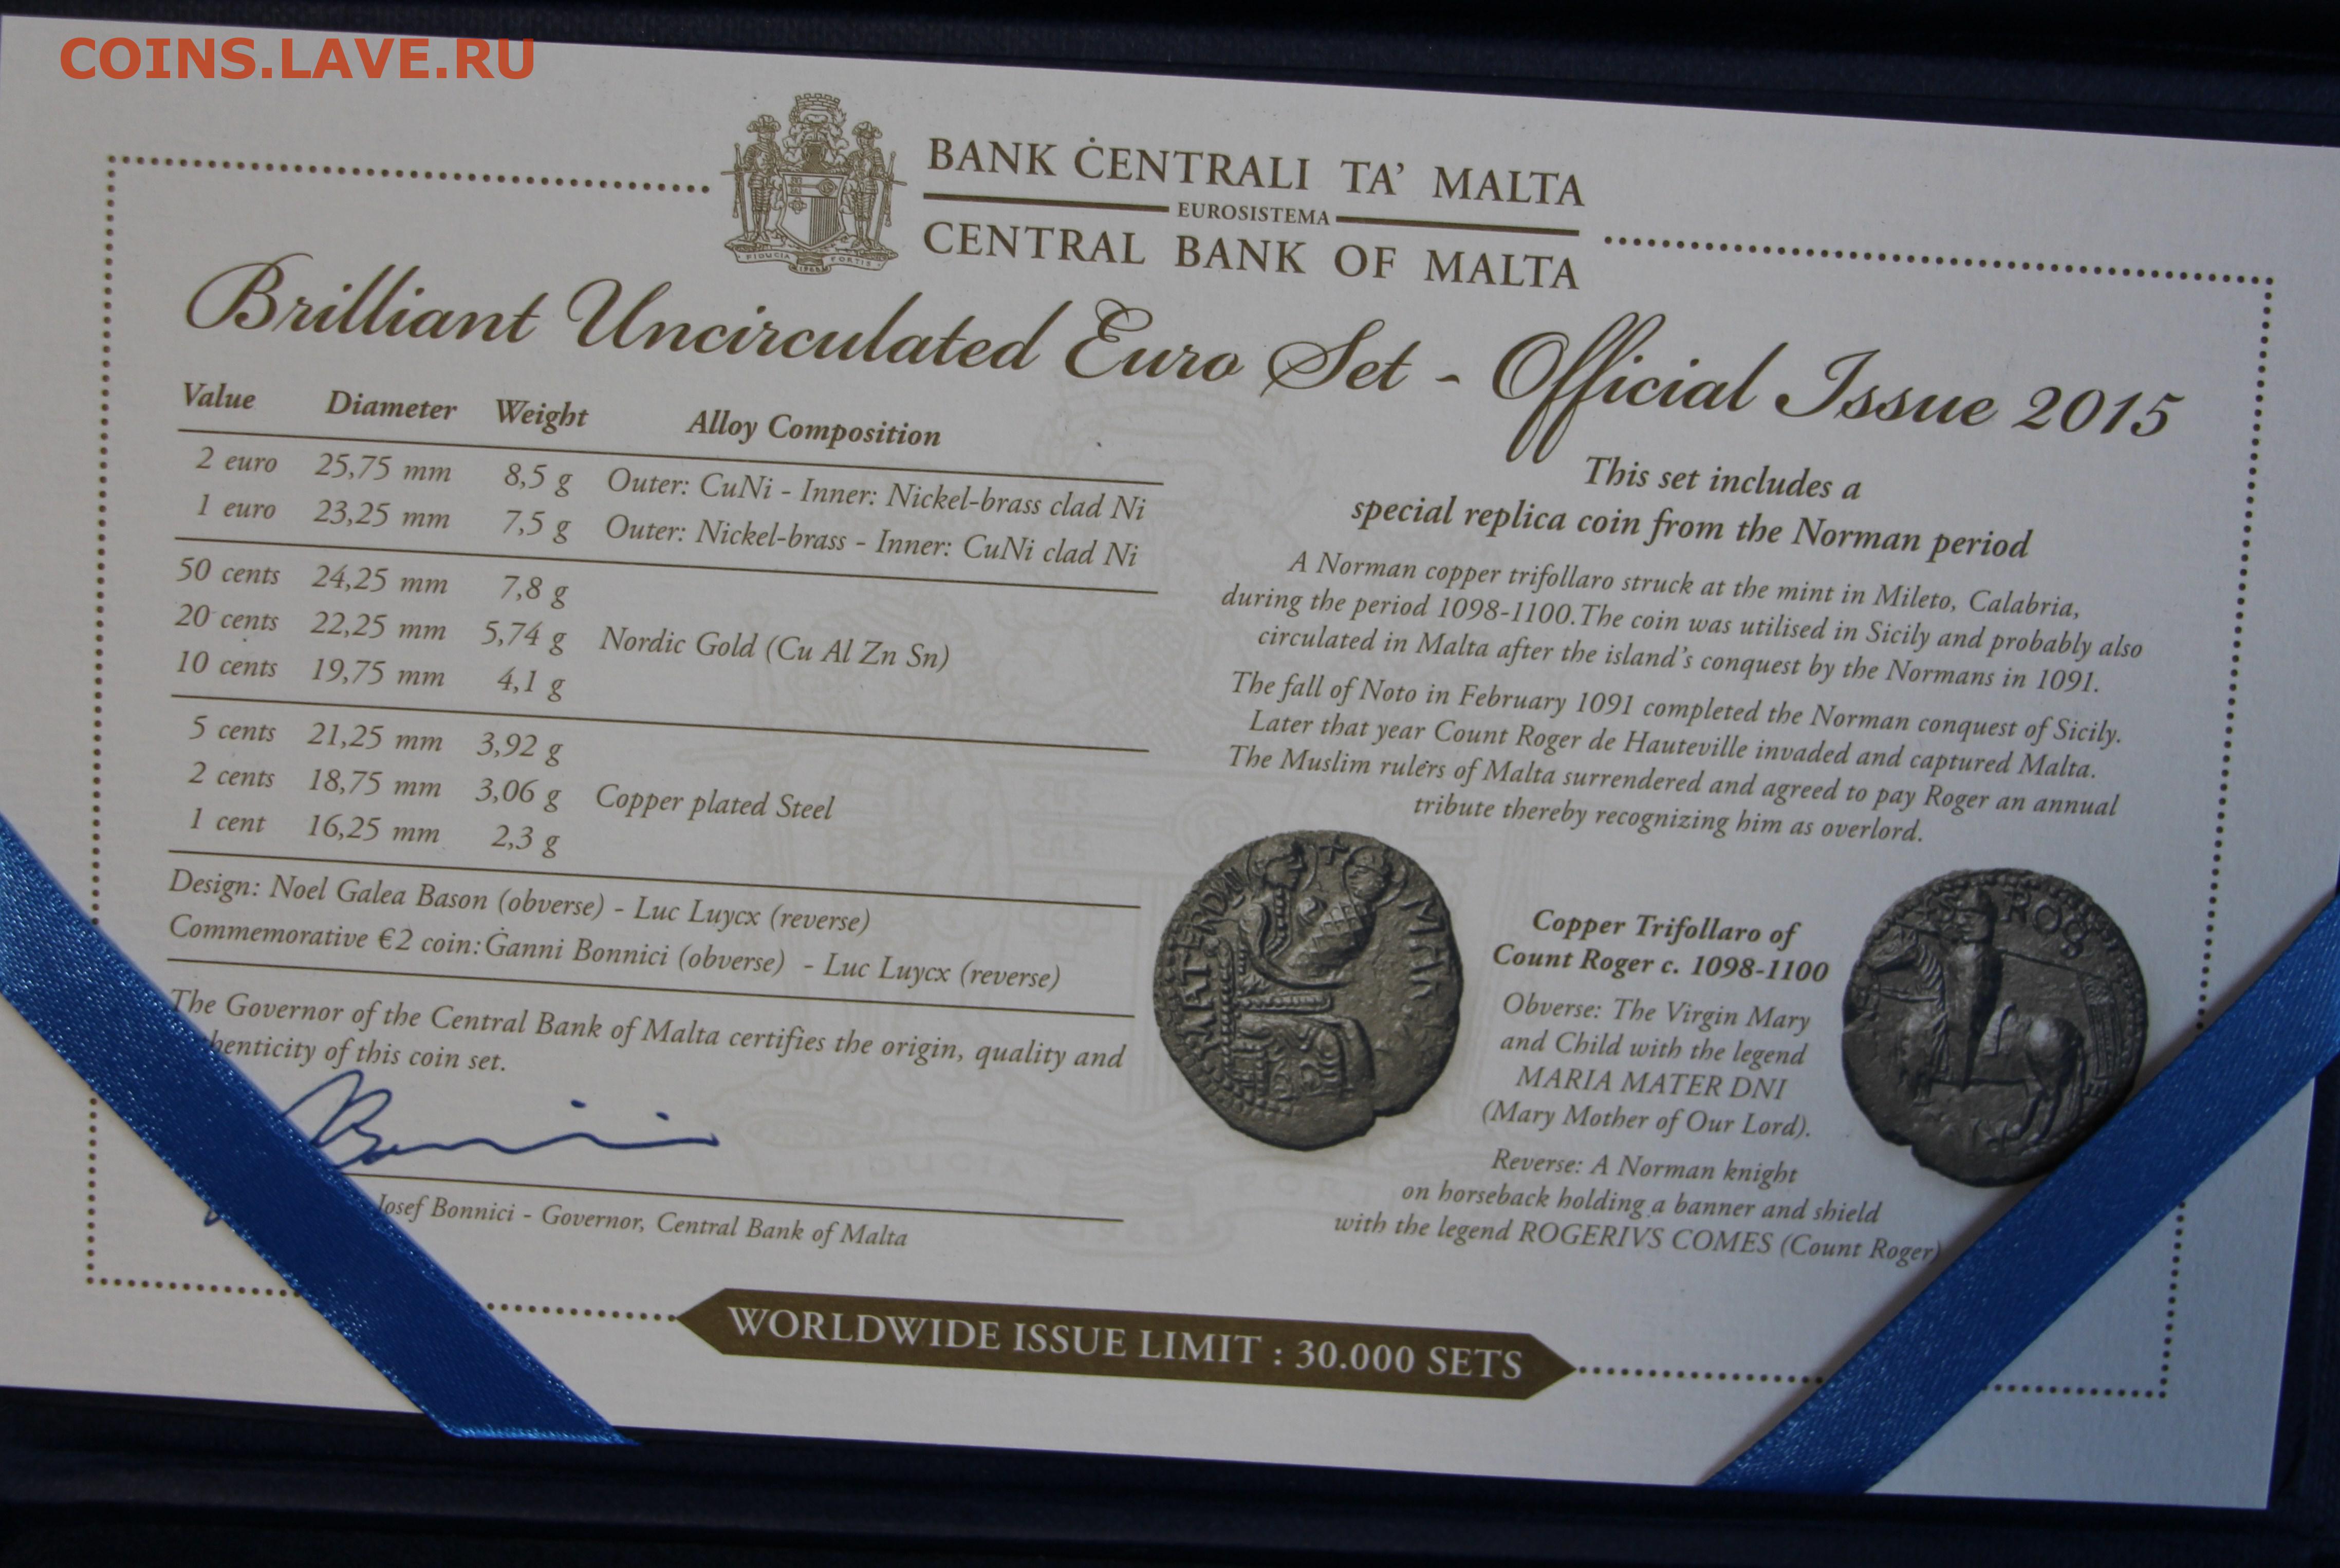 COINS.LAVE.RU
BANK ĊENTRALI TA' MALTA
EUROSISTEMA
CENTRAL BANK OF MALTA
FIDUCIA FORTIS
Brilliant Uncirculated Euro Set - Official Issue 2015
Value Diameter Weight Alloy Composition
2 euro 25,75 mm 8,5 g Outer: CuNi - Inner: Nickel-brass clad Ni
1 euro 23,25 mm 7,5 g Outer: Nickel-brass - Inner: CuNi clad Ni
50 cents 24,25 mm 7,8 g
20 cents 22,25 mm 5,74 g Nordic Gold (Cu Al Zn Sn)
10 cents 19,75 mm 4,1 g
5 cents 21,25 mm 3,92 g
2 cents 18,75 mm 3,06 g Copper plated Steel
1 cent 16,25 mm 2,3 g
Design: Noel Galea Bason (obverse) - Luc Luycx (reverse)
Commemorative €2 coin: Ġanni Bonnici (obverse) - Luc Luycx (reverse)
The Governor of the Central Bank of Malta certifies the origin, quality and
henticity of this coin set.
Josef Bonnici - Governor, Central Bank of Malta
This set includes a
special replica coin from the Norman period
A Norman copper trifollaro struck at the mint in Mileto, Calabria,
during the period 1098-1100. The coin was utilised in Sicily and probably also
circulated in Malta after the island's conquest by the Normans in 1091.
The fall of Noto in February 1091 completed the Norman conquest of Sicily.
Later that year Count Roger de Hauteville invaded and captured Malta.
The Muslim rulers of Malta surrendered and agreed to pay Roger an annual
tribute thereby recognizing him as overlord.
Copper Trifollaro of
Count Roger c. 1098-1100
Obverse: The Virgin Mary
and Child with the legend
MARIA MATER DNI
(Mary Mother of Our Lord).
Reverse: A Norman knight
on horseback holding a banner and shield
with the legend ROGERIVS COMES (Count Roger)
WORLDWIDE ISSUE LIMIT : 30.000 SETS